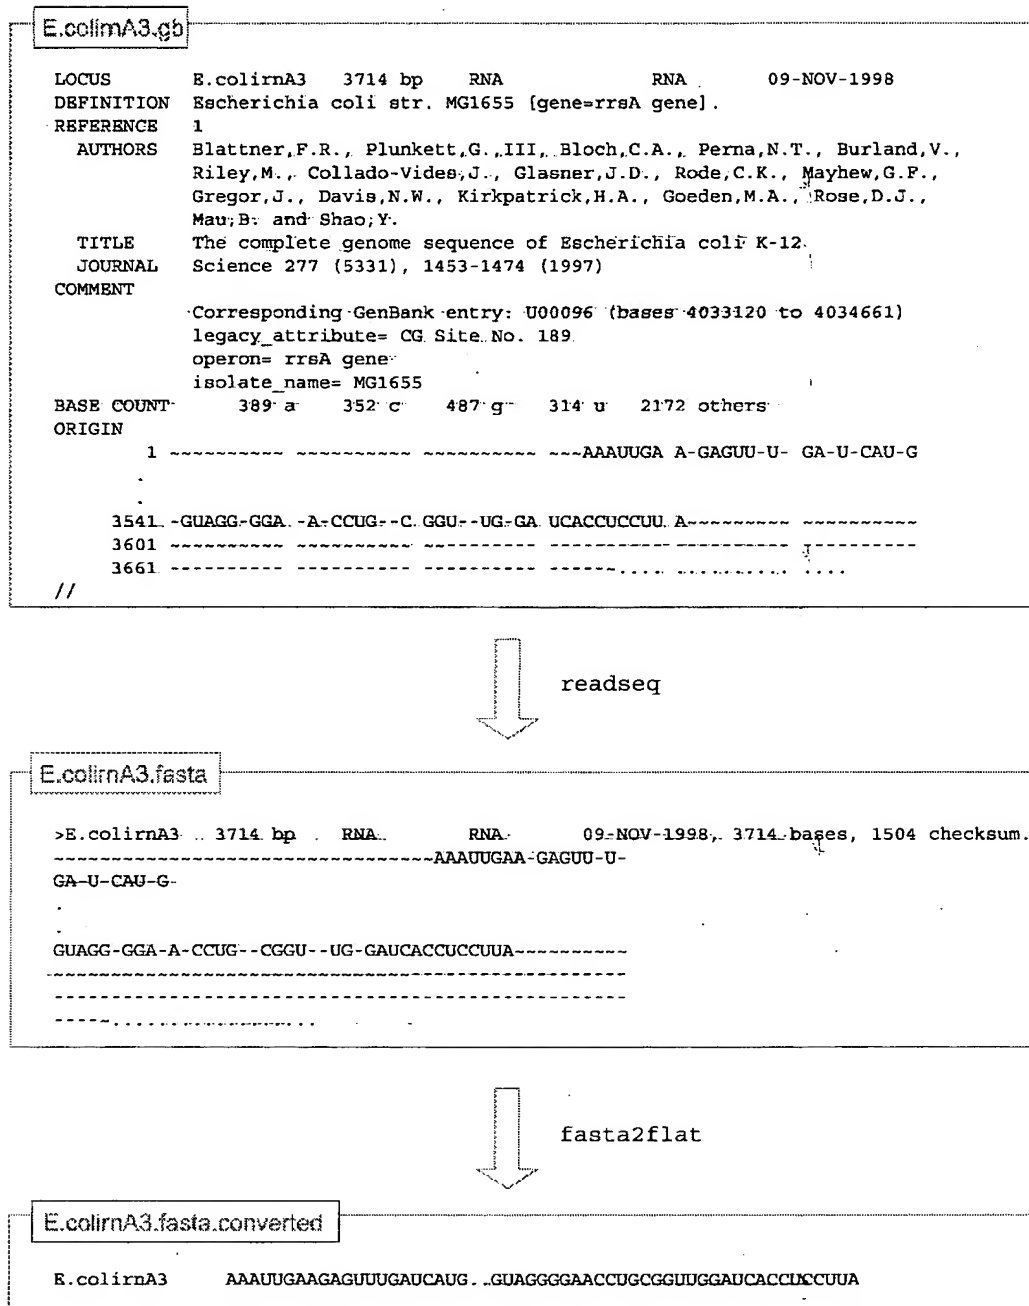 E.colirnA3.gb
LOCUS E.colirnA3 3714 bp RNA RNA 09-NOV-1998
DEFINITION Escherichia coli str. MG1655 [gene=rrsA gene].
REFERENCE 1
AUTHORS Blattner,F.R., Plunkett,G.,III, Bloch,C.A., Perna,N.T., Burland,V.,
Riley,M., Collado-Vides,J., Glasner,J.D., Rode,C.K., Mayhew,G.F.,
Gregor,J., Davis,N.W., Kirkpatrick,H.A., Goeden,M.A., Rose,D.J.,
Mau,B. and Shao,Y.
TITLE The complete genome sequence of Escherichia coli K-12.
JOURNAL Science 277 (5331), 1453-1474 (1997)
COMMENT
Corresponding GenBank entry: U00096 (bases 4033120 to 4034661)
legacy_attribute= CG Site No. 189
operon= rrsA gene
isolate_name= MG1655
BASE COUNT 389 a 352 c 487 g 314 u 2172 others
ORIGIN
1 ~~~~~~~~~~ ~~~~~~~~~~ ~~~~~~~~~~ ~~~AAAUUGA A-GAGUU-U- GA-U-CAU-G
.
.
3541 -GUAGG-GGA -A-CCUG--C GGU--UG-GA UCACCUCCUU A~~~~~~~~~ ~~~~~~~~~~
3601 ~~~~~~~~~~ ~~~~~~~~~~ ~~--------- ---------- ---------- ----------
3661 ---------- ---------- ---------- -----~.... .......... ....
//
readseq
E.colirnA3.fasta
>E.colirnA3 3714 bp RNA RNA 09-NOV-1998, 3714 bases, 1504 checksum.
~~~~~~~~~~~~~~~~~~~~~~~~~~~~~~~~~AAAUUGAA-GAGUU-U-
GA-U-CAU-G-
.
.
GUAGG-GGA-A-CCUG--CGGU--UG-GAUCACCUCCUUA~~~~~~~~~~
~~~~~~~~~~~~~~~~~~~~~~~~~~~~~~~-------------------
--------------------------------------------------
-----~..................
fasta2flat
E.colirnA3.fasta.converted
E.colirnA3 AAAUUGAAGAGUUUGAUCAUG...GUAGGGGAACCUGCGGUUGGAUCACCUCCUUA